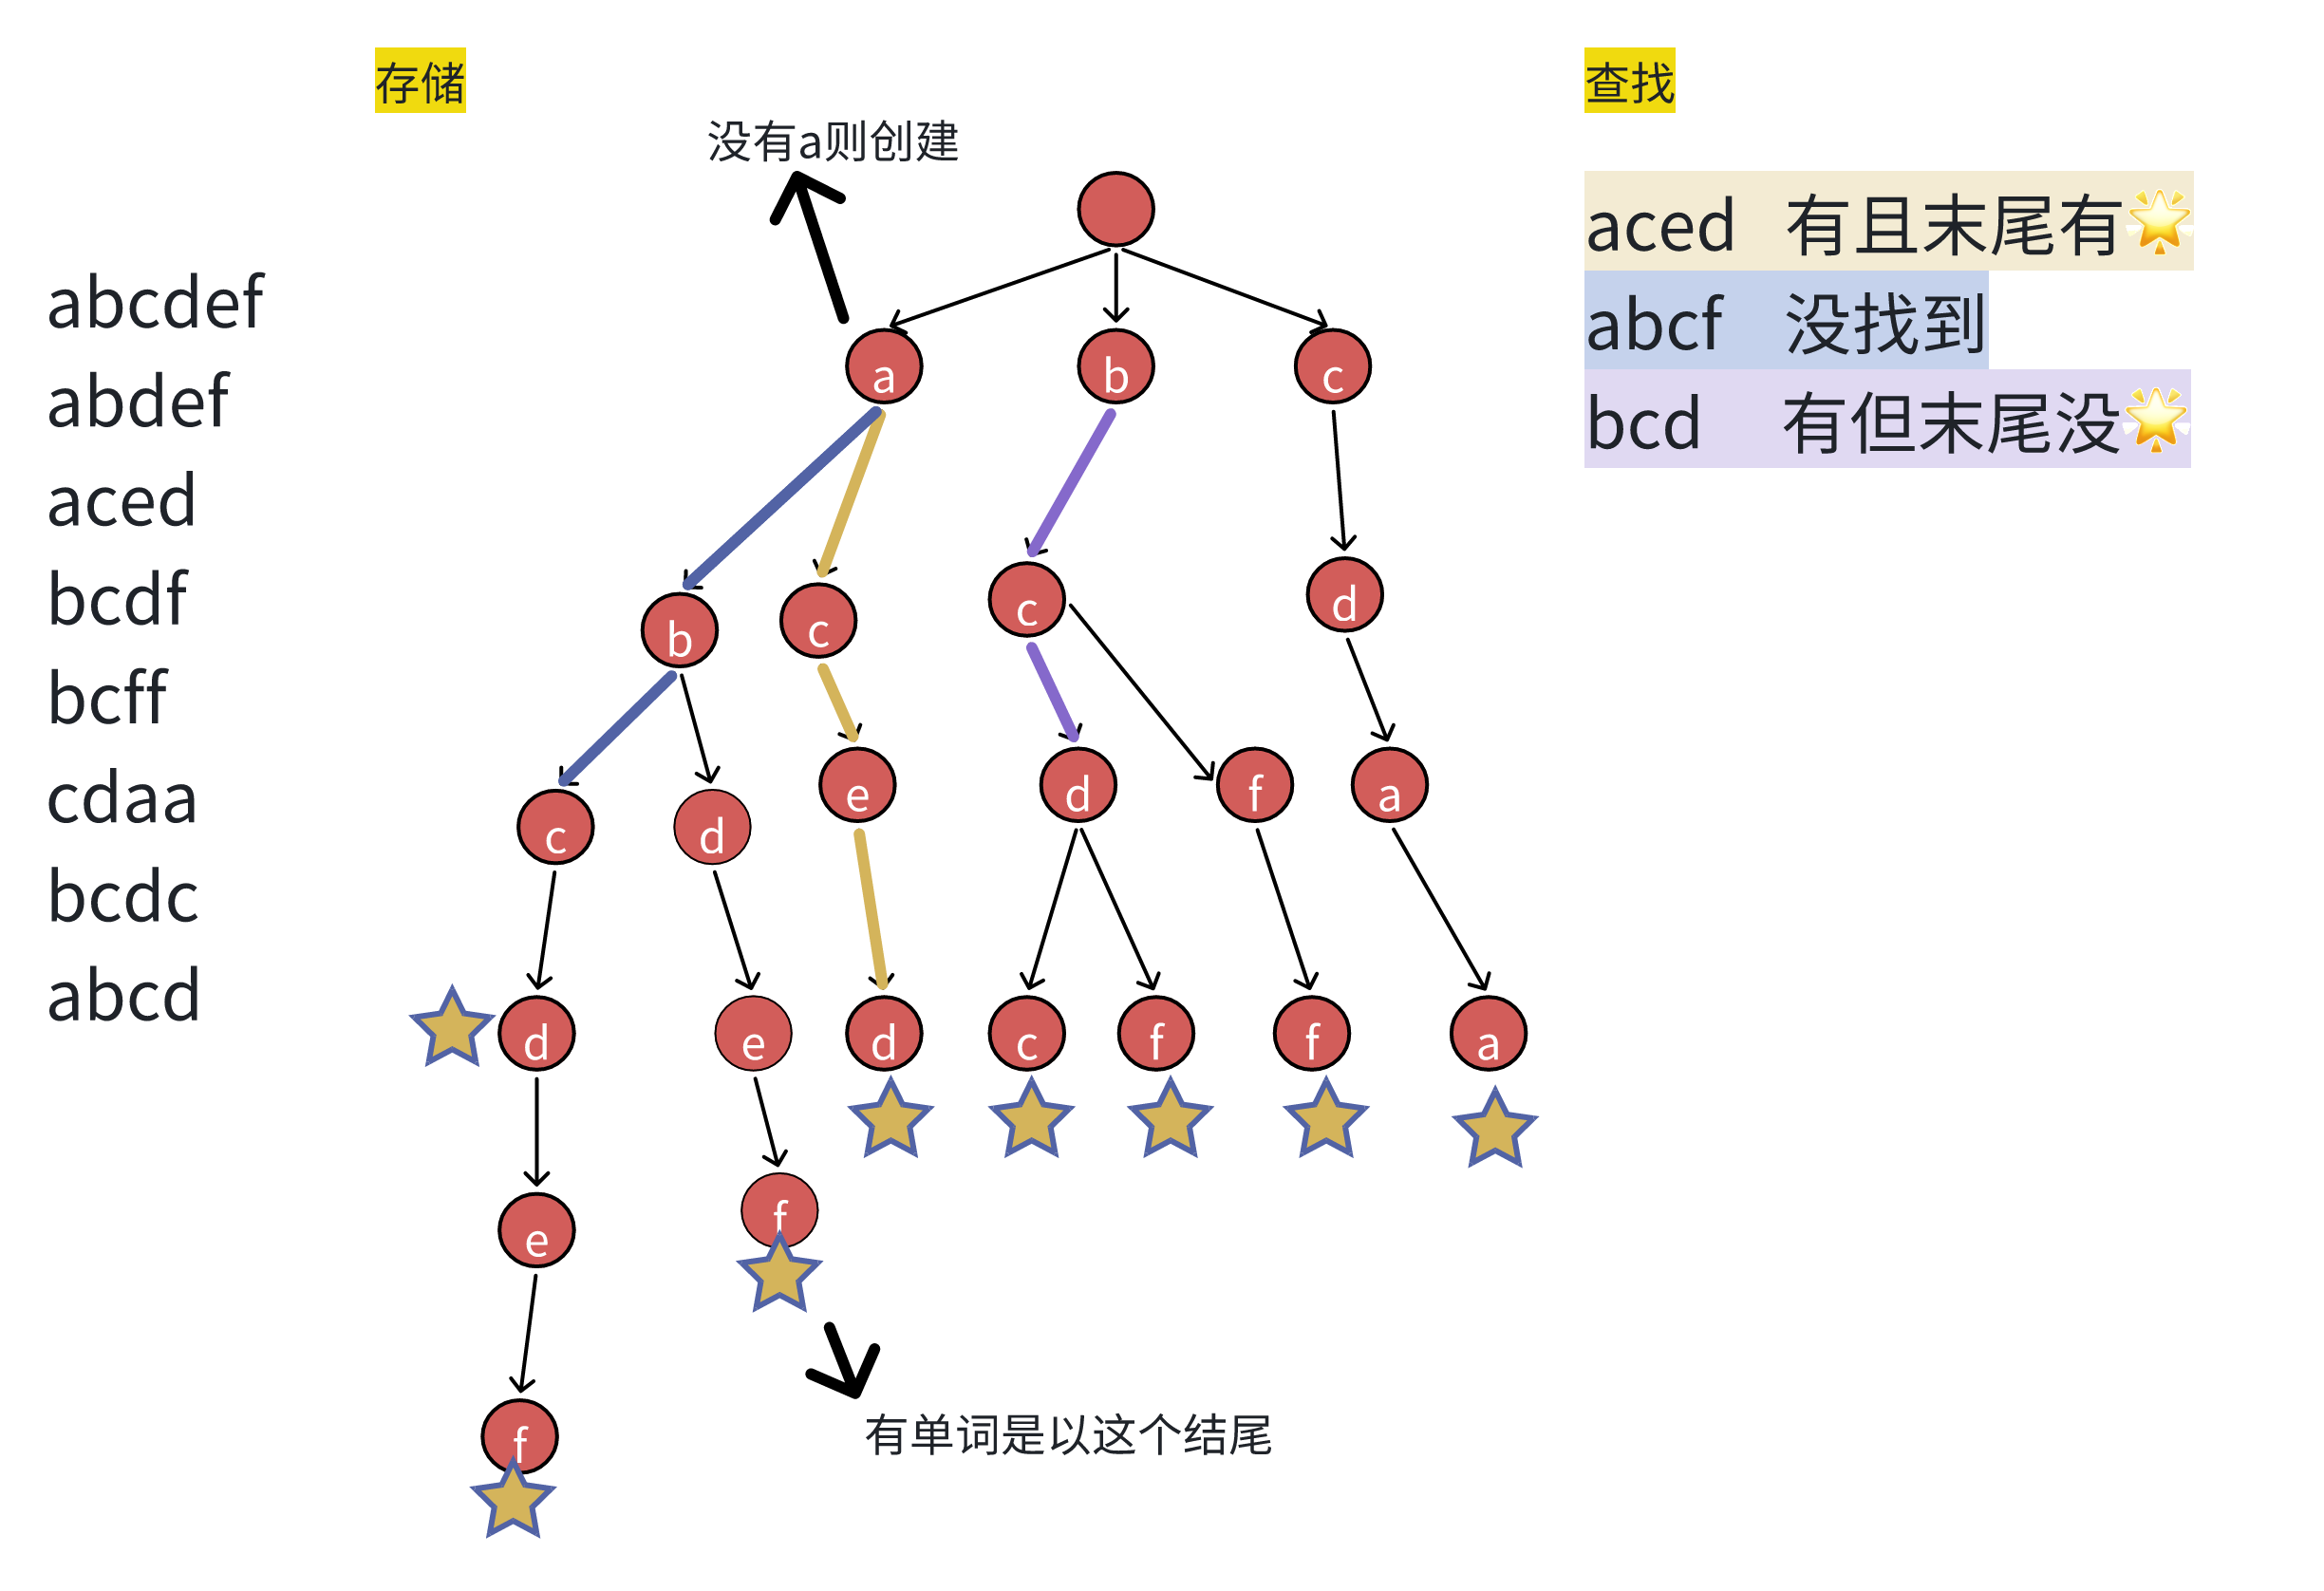 存储
查找
没有a则创建
aced 有且末尾有🌟
abcf 没找到
bcd 有但末尾没🌟
abcdef
abdef
aced
bcdf
bcff
cdaa
bcdc
abcd
a b c
b c c d
c d e d f a
d e d c f f a
e f
f
有单词是以这个结尾